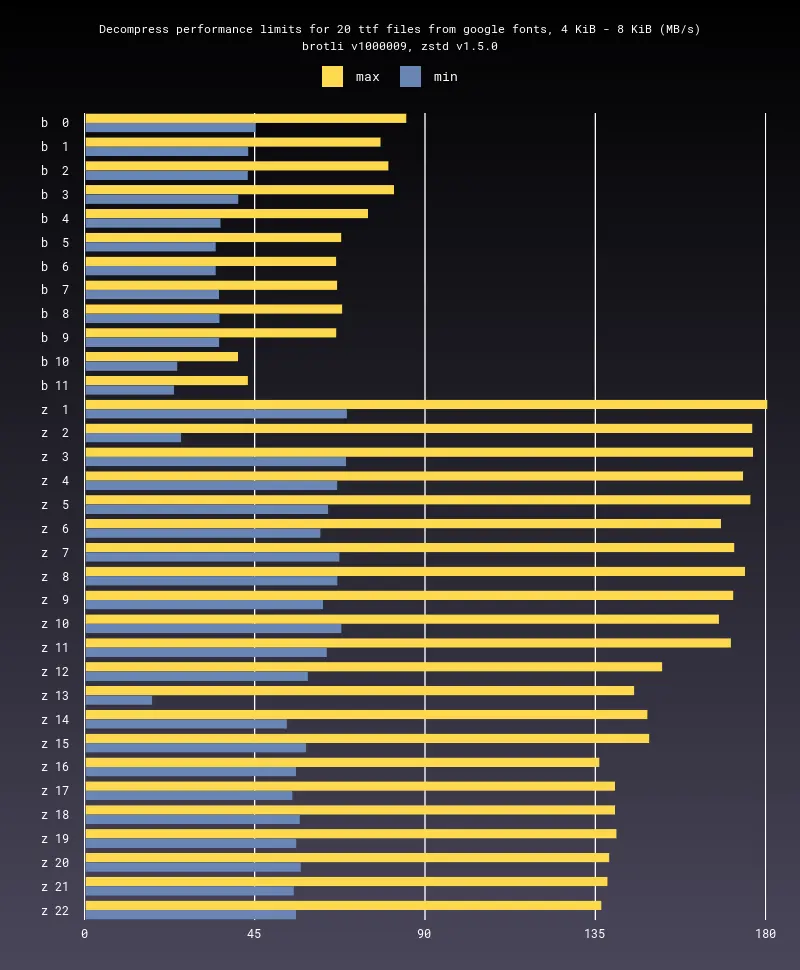 Decompress performance limits for 20 ttf files from google fonts, 4 KiB - 8 KiB (MB/s)
brotli v1000009, zstd v1.5.0
max min
b 0
b 1
b 2
b 3
b 4
b 5
b 6
b 7
b 8
b 9
b 10
b 11
z 1
z 2
z 3
z 4
z 5
z 6
z 7
z 8
z 9
z 10
z 11
z 12
z 13
z 14
z 15
z 16
z 17
z 18
z 19
z 20
z 21
z 22
0 45 90 135 180